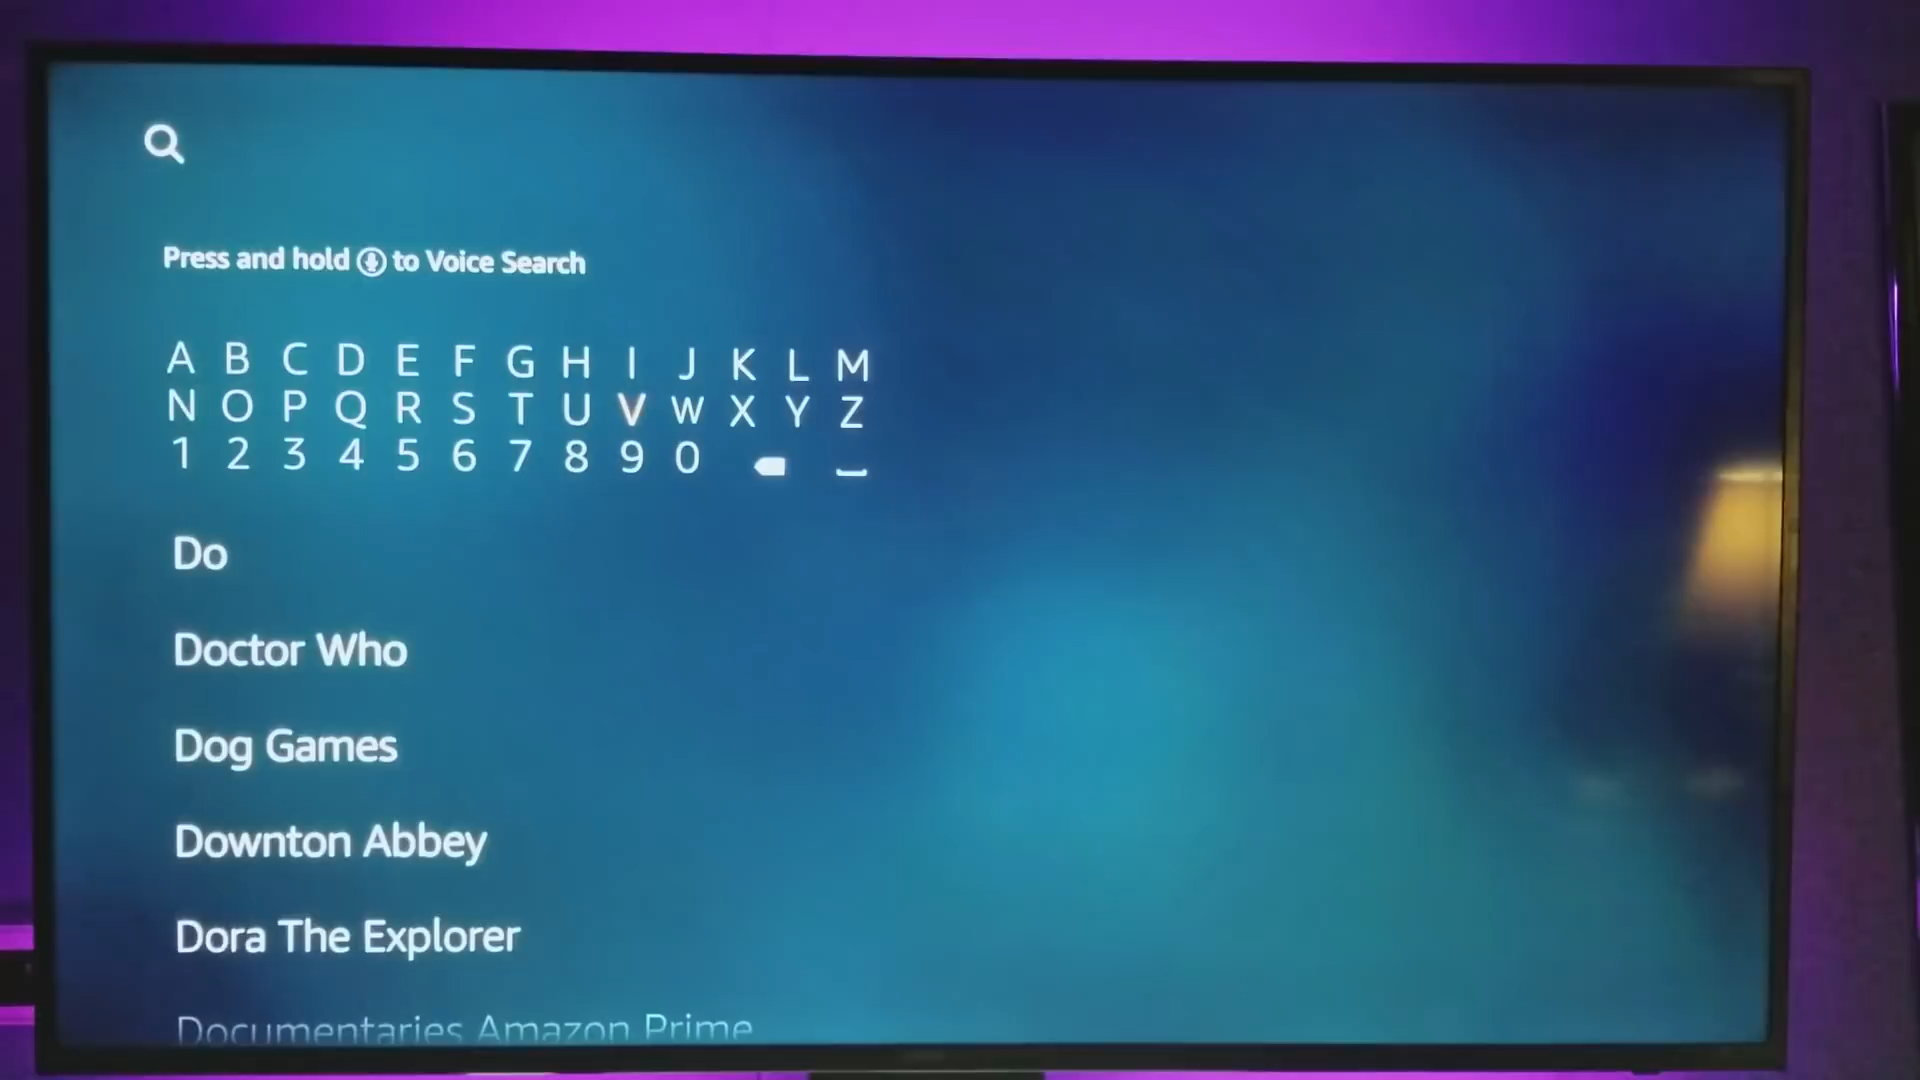 Press and hold to Voice Search
A B C D E F G H I J K L M
N O P Q R S T U V W X Y Z
1 2 3 4 5 6 7 8 9 0
Do
Doctor Who
Dog Games
Downton Abbey
Dora The Explorer
Documentaries Amazon Prime